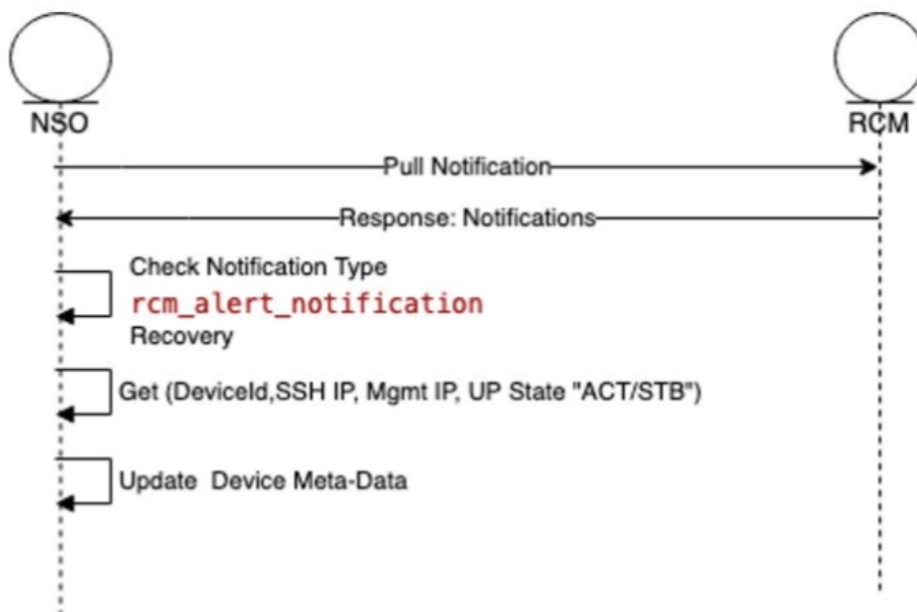 NSO
RCM
Pull Notification
Response: Notifications
Check Notification Type
rcm_alert_notification
Recovery
Get (DeviceId,SSH IP, Mgmt IP, UP State "ACT/STB")
Update Device Meta-Data